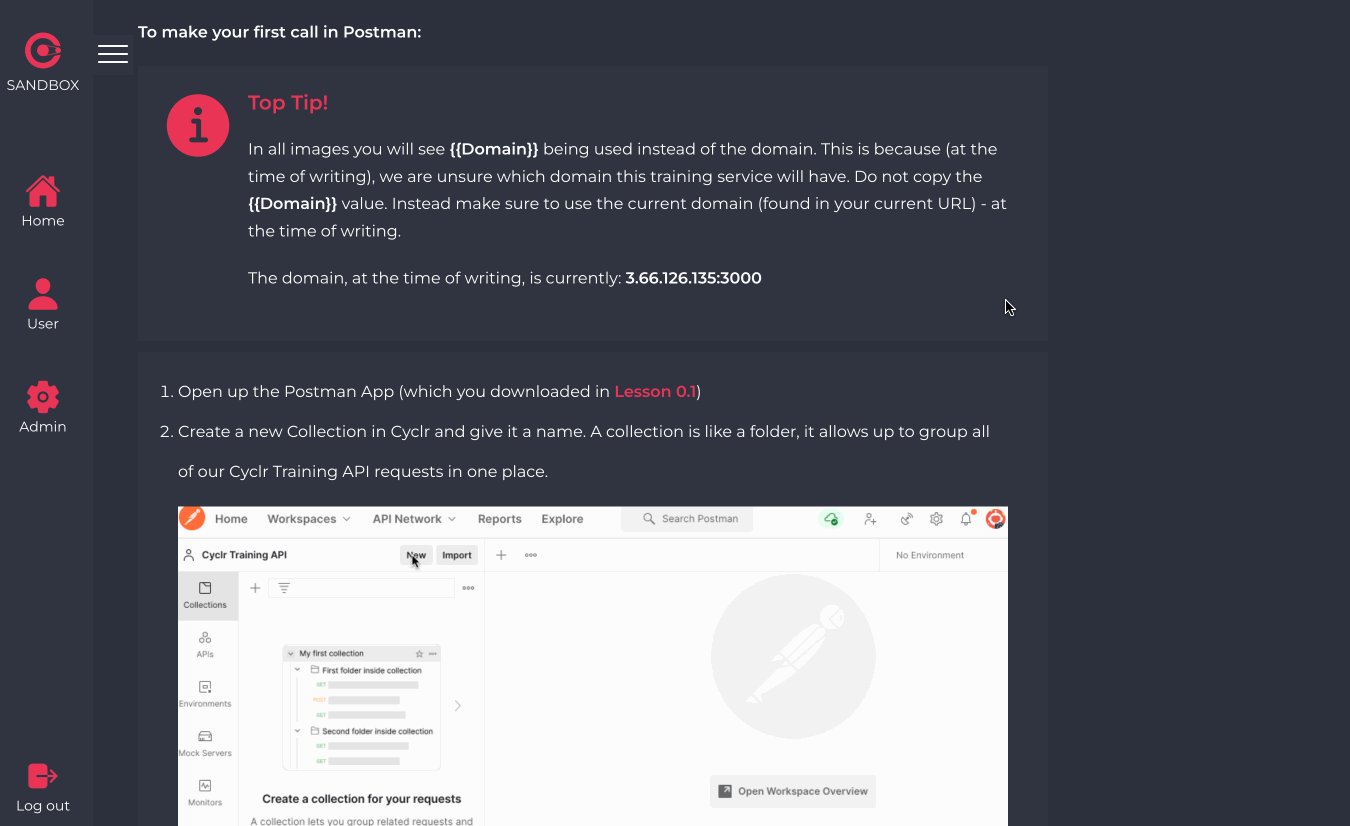 To make your first call in Postman:
SANDBOX
Top Tip!
In all images you will see {{Domain}} being used instead of the domain. This is because (at the
time of writing), we are unsure which domain this training service will have. Do not copy the
{{Domain}} value. Instead make sure to use the current domain (found in your current URL) - at
the time of writing.
The domain, at the time of writing, is currently: 3.66.126.135:3000
Home
User
Admin
Log out
1. Open up the Postman App (which you downloaded in Lesson 0.1)
2. Create a new Collection in Cyclr and give it a name. A collection is like a folder, it allows up to group all
of our Cyclr Training API requests in one place.
Home Workspaces API Network Reports Explore Search Postman
Cyclr Training API New Import No Environment
Collections
APIs
Environments
Mock Servers
Monitors
My first collection
First folder inside collection
GET
POST
GET
Second folder inside collection
GET
GET
Create a collection for your requests
A collection lets you group related requests and
Open Workspace Overview